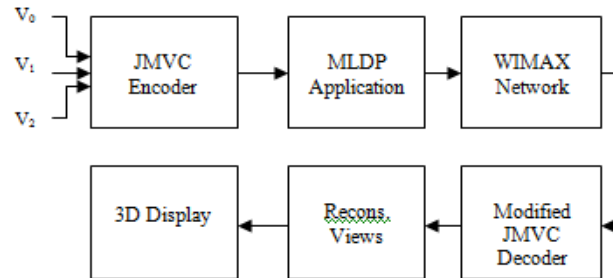 V0
V1
V2
JMVC
Encoder
MLDP
Application
WIMAX
Network
3D Display
Recons.
Views
Modified
JMVC
Decoder